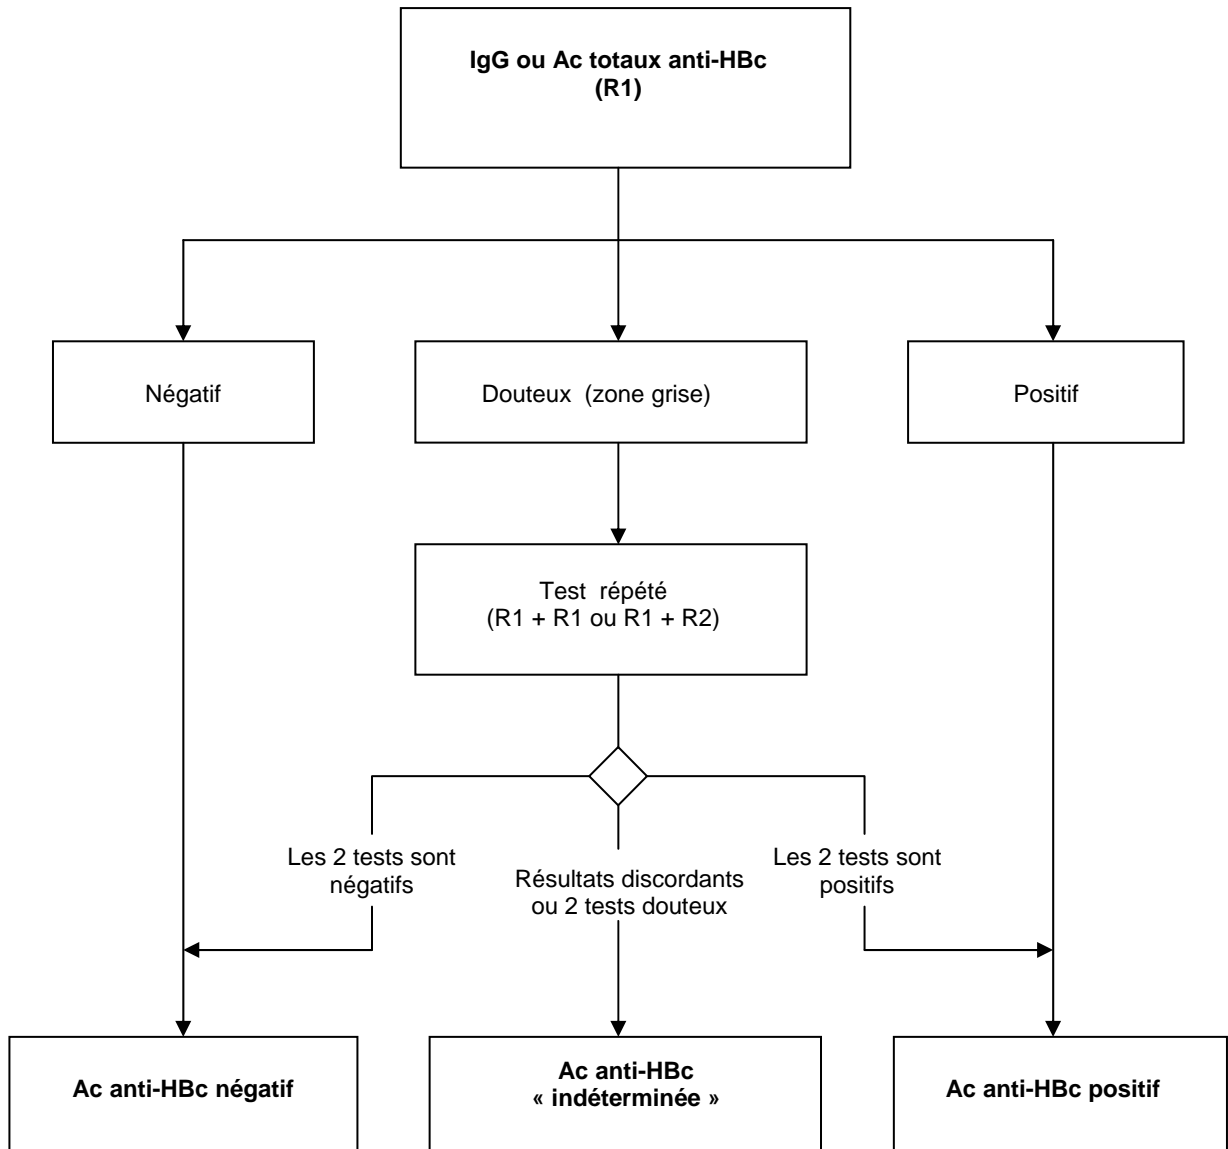 IgG ou Ac totaux anti-HBc
(R1)
Négatif
Douteux (zone grise)
Positif
Test répété
(R1 + R1 ou R1 + R2)
Les 2 tests sont
négatifs
Résultats discordants
ou 2 tests douteux
Les 2 tests sont
positifs
Ac anti-HBc négatif
Ac anti-HBc
« indéterminée »
Ac anti-HBc positif